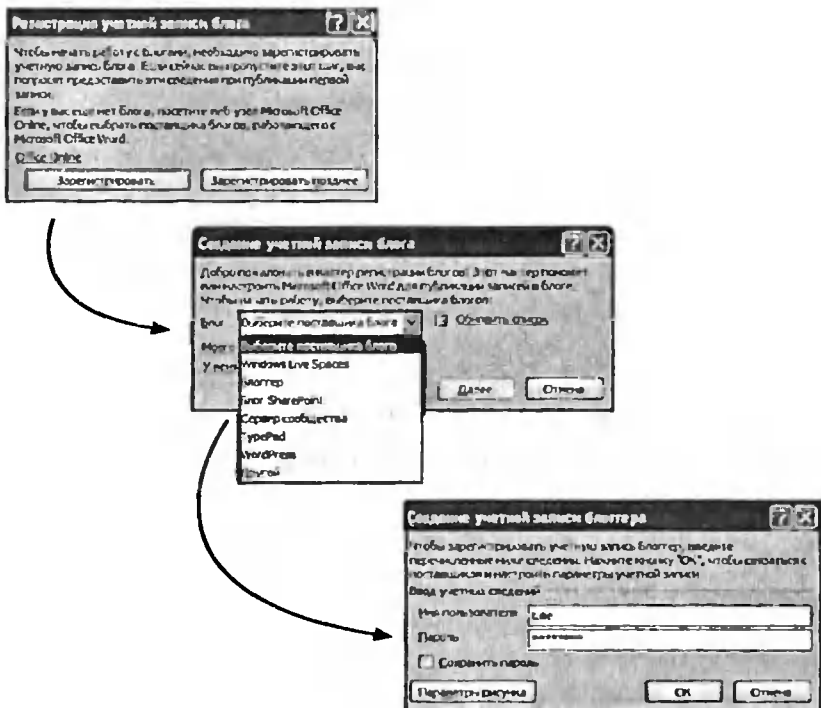 Регистрация учетной записи блога
Чтобы начать работу с блогами, необходимо зарегистрировать
учетную запись блога. Если сейчас вы пропустите этот шаг, вас
попросят предоставить эти сведения при публикации первой
записи.
Если у вас еще нет блога, посетите веб-узел Microsoft Office
Online, чтобы выбрать поставщика блогов, работающего с
Microsoft Office Word.
Office Online
Зарегистрировать
Зарегистрировать позднее
Создание учетной записи блога
Добро пожаловать в мастер регистрации блогов! Этот мастер поможет
вам настроить Microsoft Office Word для публикации записей в блоге.
Чтобы начать работу, выберите поставщика блогов:
Блог
Выберите поставщика блога
Обновить список
Выберите поставщика блога
Windows Live Spaces
Блоггер
Блог SharePoint
Сервер сообщества
TypePad
WordPress
Другой
Далее
Отмена
Создание учетной записи блоггера
Чтобы зарегистрировать учетную запись Блоггер, введите
перечисленные ниже сведения. Нажмите кнопку "ОК", чтобы связаться с
поставщиком и настроить параметры учетной записи.
Ввод учетных сведений
Имя пользователя
Пароль
Сохранить пароль
Параметры рисунка
ОК
Отмена